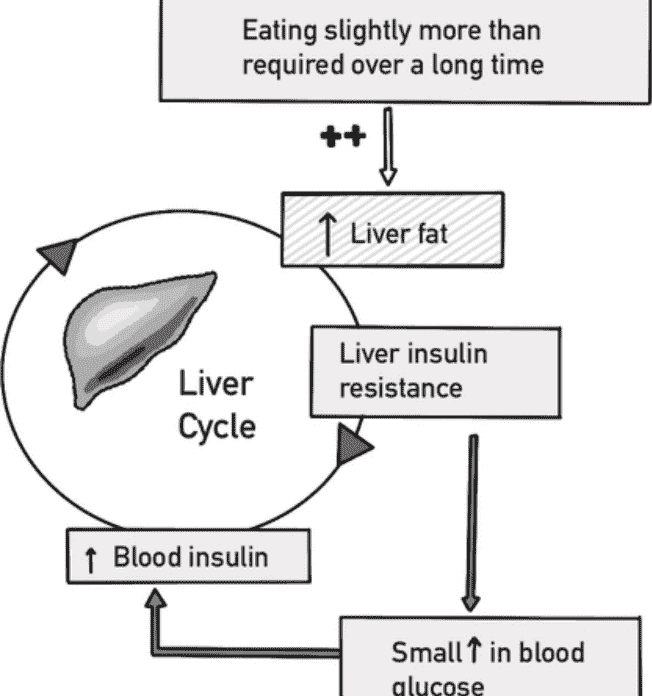 Eating slightly more than
required over a long time
++
↑ Liver fat
Liver insulin
resistance
Liver
Cycle
↑ Blood insulin
Small ↑ in blood
glucose